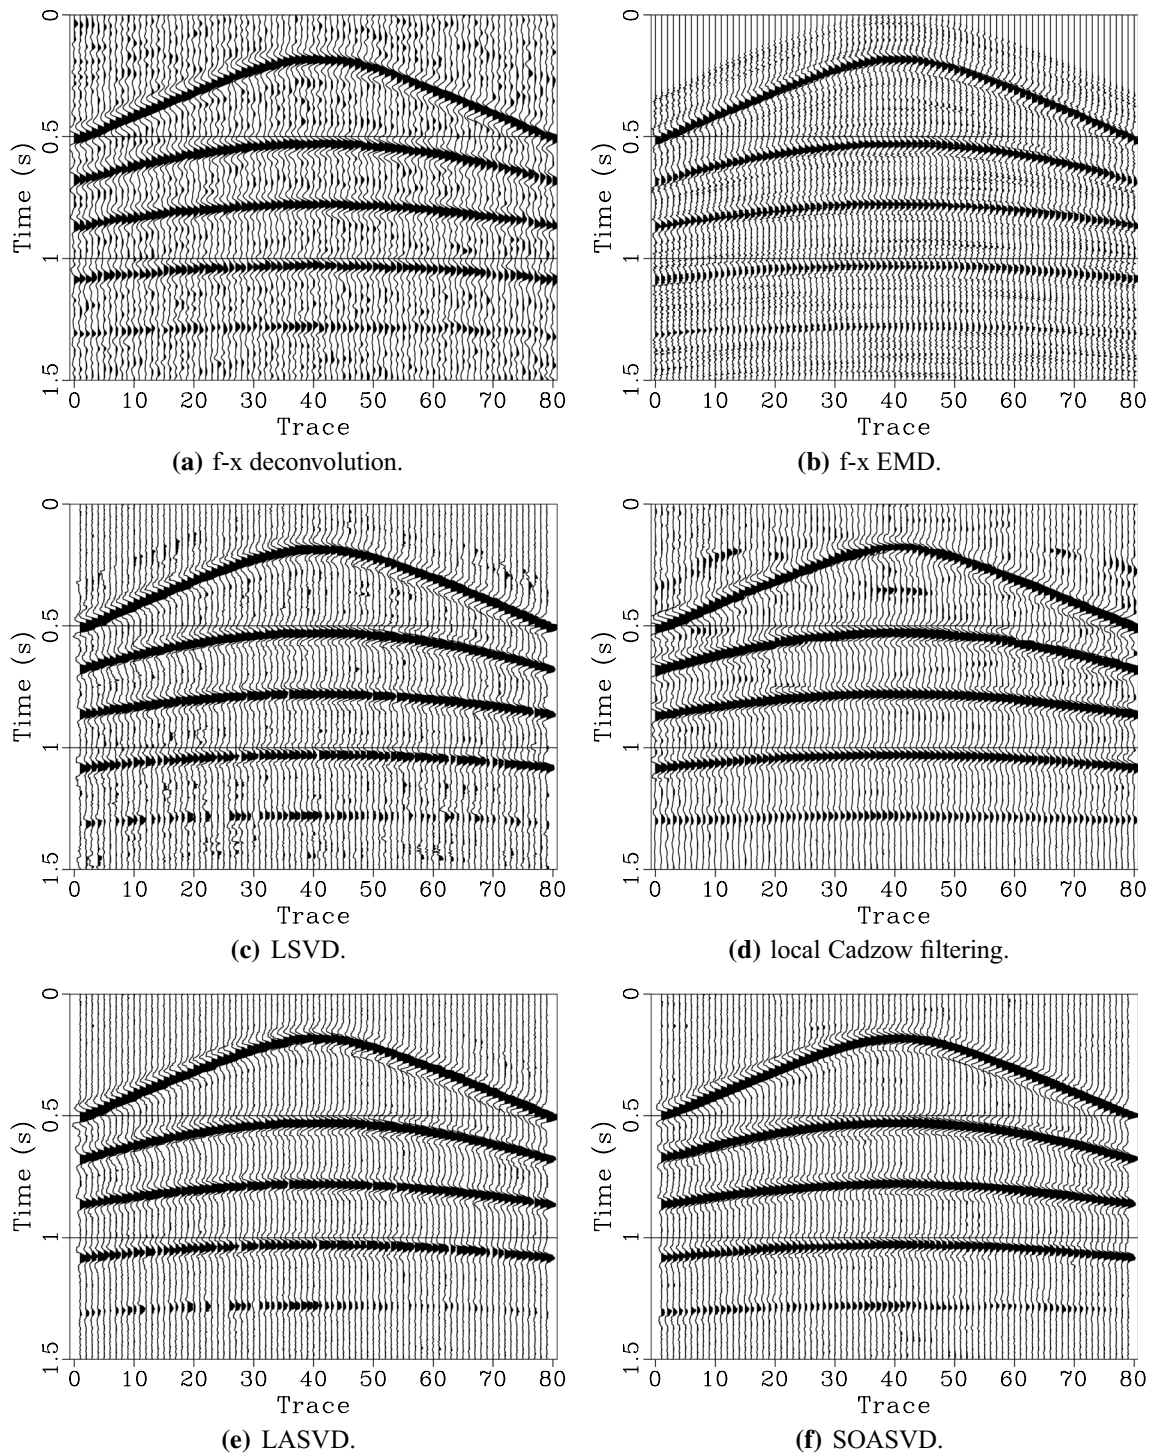 0
0.5
1
1.5
Time (s)
0 10 20 30 40 50 60 70 80
Trace
(a) f-x deconvolution.
0
0.5
1
1.5
Time (s)
0 10 20 30 40 50 60 70 80
Trace
(b) f-x EMD.
0
0.5
1
1.5
Time (s)
0 10 20 30 40 50 60 70 80
Trace
(c) LSVD.
0
0.5
1
1.5
Time (s)
0 10 20 30 40 50 60 70 80
Trace
(d) local Cadzow filtering.
0
0.5
1
1.5
Time (s)
0 10 20 30 40 50 60 70 80
Trace
(e) LASVD.
0
0.5
1
1.5
Time (s)
0 10 20 30 40 50 60 70 80
Trace
(f) SOASVD.